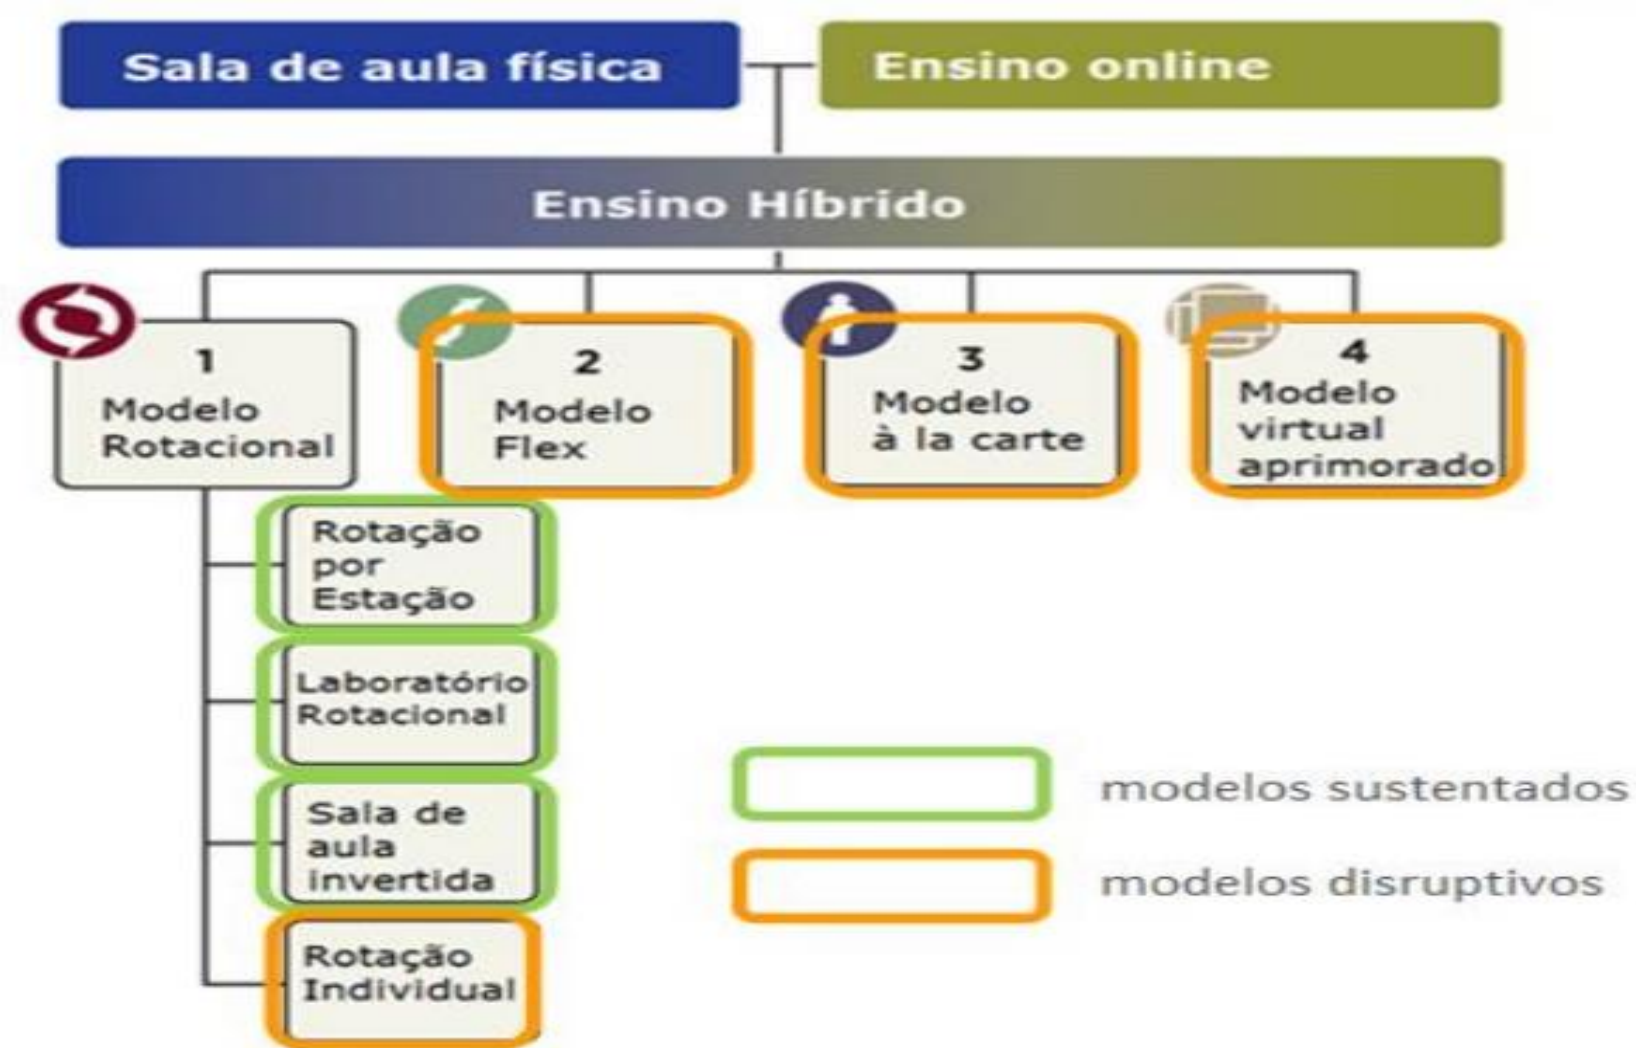 Sala de aula física
Ensino online
Ensino Híbrido
1
Modelo
Rotacional
2
Modelo
Flex
3
Modelo
à la carte
4
Modelo
virtual
aprimorado
Rotação
por
Estação
Laboratório
Rotacional
Sala de
aula
invertida
Rotação
Individual
modelos sustentados
modelos disruptivos